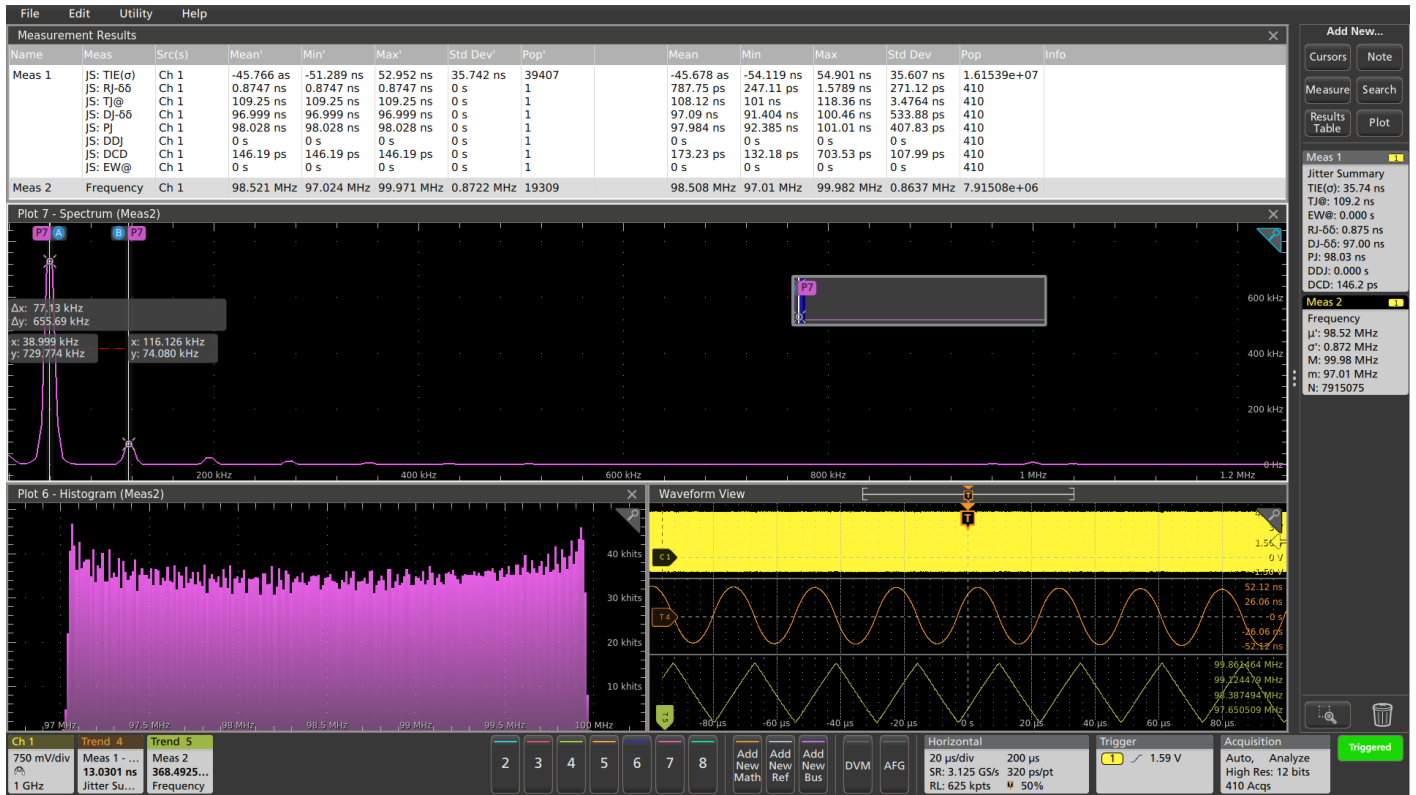 File Edit Utility Help
Measurement Results
Name Meas Src(s) Mean' Min' Max' Std Dev' Pop' Mean Min Max Std Dev Pop Info
Meas 1 JS: TIE(σ) Ch 1 -45.766 as -51.289 ns 52.952 ns 35.742 ns 39407 -45.678 as -54.119 ns 54.901 ns 35.607 ns 1.61539e+07
JS: RJ-δδ Ch 1 0.8747 ns 0.8747 ns 0.8747 ns 0 s 1 787.75 ps 247.11 ps 1.5789 ns 271.12 ps 410
JS: TJ@ Ch 1 109.25 ns 109.25 ns 109.25 ns 0 s 1 108.12 ns 101 ns 118.36 ns 3.4764 ns 410
JS: DJ-δδ Ch 1 96.999 ns 96.999 ns 96.999 ns 0 s 1 97.09 ns 91.404 ns 100.46 ns 533.88 ps 410
JS: PJ Ch 1 98.028 ns 98.028 ns 98.028 ns 0 s 1 97.984 ns 92.385 ns 101.01 ns 407.83 ps 410
JS: DDJ Ch 1 0 s 0 s 0 s 0 s 1 0 s 0 s 0 s 0 s 410
JS: DCD Ch 1 146.19 ps 146.19 ps 146.19 ps 0 s 1 173.23 ps 132.18 ps 703.53 ps 107.99 ps 410
JS: EW@ Ch 1 0 s 0 s 0 s 0 s 1 0 s 0 s 0 s 0 s 410
Meas 2 Frequency Ch 1 98.521 MHz 97.024 MHz 99.971 MHz 0.8722 MHz 19309 98.508 MHz 97.01 MHz 99.982 MHz 0.8637 MHz 7.91508e+06
Plot 7 - Spectrum (Meas2)
P7 A B P7
P7
Δx: 77.13 kHz
Δy: 655.69 kHz
x: 38.999 kHz x: 116.126 kHz
y: 729.774 kHz y: 74.080 kHz
600 kHz
400 kHz
200 kHz
0 Hz
200 kHz 400 kHz 600 kHz 800 kHz 1 MHz 1.2 MHz
Plot 6 - Histogram (Meas2)
40 khits
30 khits
20 khits
10 khits
97 MHz 97.5 MHz 98 MHz 98.5 MHz 99 MHz 99.5 MHz 100 MHz
Waveform View
T
T
C1
1.56
0 V
-1.50 V
T4
52.12 ns
26.06 ns
0 s
-26.06 ns
-52.12 ns
T5
99.861464 MHz
99.124479 MHz
98.387494 MHz
97.650509 MHz
-80 µs -60 µs -40 µs -20 µs 0 s 20 µs 40 µs 60 µs 80 µs
Add New...
Cursors Note
Measure Search
Results Table Plot
Meas 1 1
Jitter Summary
TIE(σ): 35.74 ns
TJ@: 109.2 ns
EW@: 0.000 s
RJ-δδ: 0.875 ns
DJ-δδ: 97.00 ns
PJ: 98.03 ns
DDJ: 0.000 s
DCD: 146.2 ps
Meas 2 1
Frequency
µ': 98.52 MHz
σ': 0.872 MHz
M: 99.98 MHz
m: 97.01 MHz
N: 7915075
Ch 1
750 mV/div
1 GHz
Trend 4
Meas 1 - ...
13.0301 ns
Jitter Su...
Trend 5
Meas 2
368.4925...
Frequency
2 3 4 5 6 7 8
Add New Math
Add New Ref
Add New Bus
DVM AFG
Horizontal
20 µs/div 200 µs
SR: 3.125 GS/s 320 ps/pt
RL: 625 kpts 50%
Trigger
1 1.59 V
Acquisition
Auto, Analyze
High Res: 12 bits
410 Acqs
Triggered